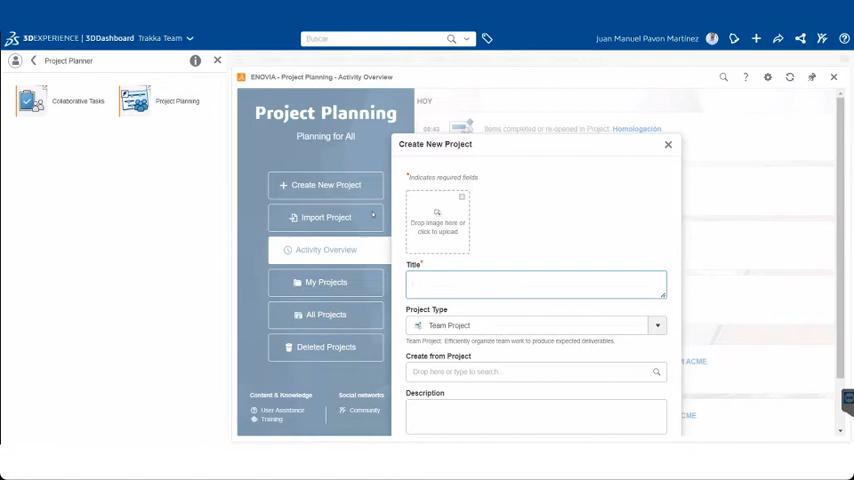 3DEXPERIENCE | 3DDashboard Trakka Team
Buscar
Juan Manuel Pavon Martínez
Project Planner
Collaborative Tasks
Project Planning
ENOVIA - Project Planning - Activity Overview
Project Planning
Planning for All
Create New Project
Import Project
Activity Overview
My Projects
All Projects
Deleted Projects
Content & Knowledge
Social networks
User Assistance
Community
Training
HOY
08:43
Items completed or re-opened in Project Homologación
Create New Project
*Indicates required fields
Drop image here or
click to upload
Title*
Project Type
Team Project
Team Project: Efficiently organize team work to produce expected deliverables.
Create from Project
Drop here or type to search...
Description
M ACME.
CME.